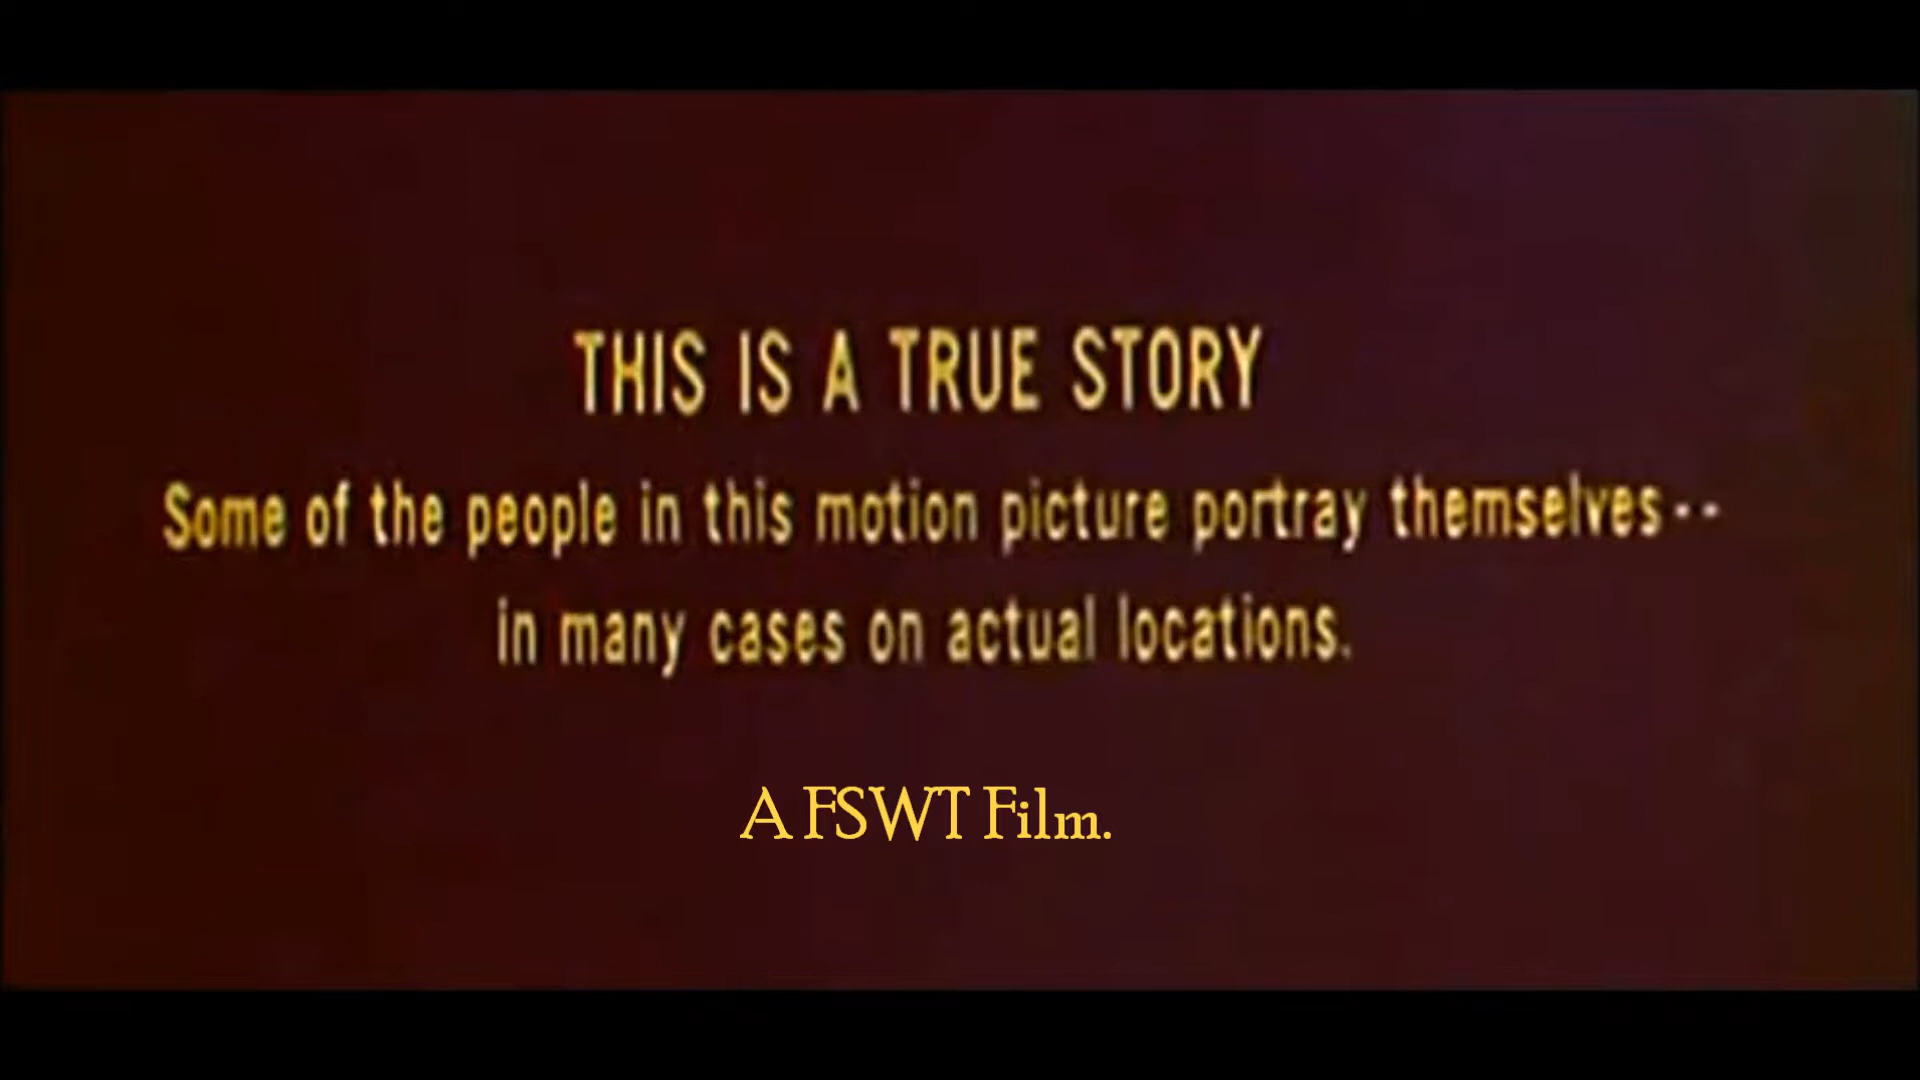 THIS IS A TRUE STORY
Some of the people in this motion picture portray themselves--
in many cases on actual locations.
A FSWT Film.